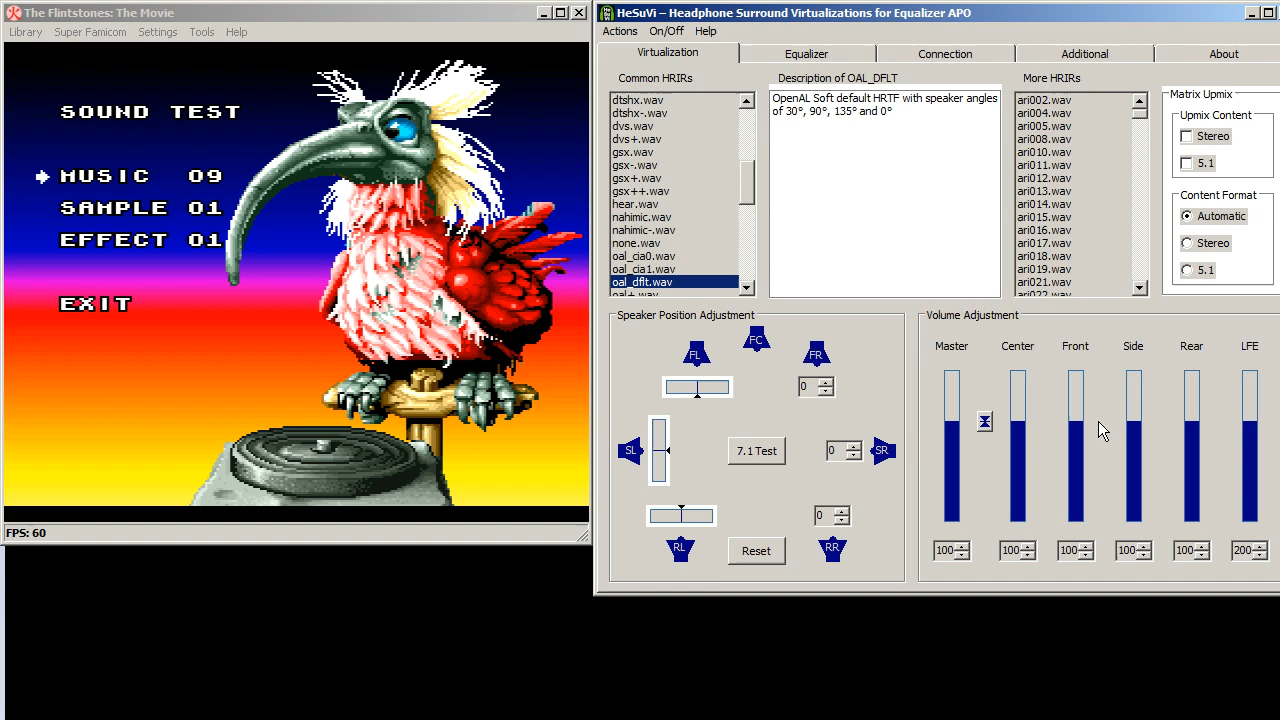 The Flintstones: The Movie
Library Super Famicom Settings Tools Help
SOUND TEST
MUSIC 09
SAMPLE 01
EFFECT 01
EXIT
FPS: 60
HeSuVi - Headphone Surround Virtualizations for Equalizer APO
Actions On/Off Help
Virtualization Equalizer Connection Additional About
Common HRIRs
dtshx.wav
dtshx-.wav
dvs.wav
dvs+.wav
gsx.wav
gsx-.wav
gsx+.wav
gsx++.wav
hear.wav
nahimic.wav
nahimic-.wav
none.wav
oal_cia0.wav
oal_cia1.wav
oal_dflt.wav
oal+.wav
Description of OAL_DFLT
OpenAL Soft default HRTF with speaker angles
of 30°, 90°, 135° and 0°
More HRIRs
ari002.wav
ari004.wav
ari005.wav
ari008.wav
ari010.wav
ari011.wav
ari012.wav
ari013.wav
ari014.wav
ari015.wav
ari016.wav
ari017.wav
ari018.wav
ari019.wav
ari021.wav
ari022.wav
Matrix Upmix
Upmix Content
Stereo
5.1
Content Format
Automatic
Stereo
5.1
Speaker Position Adjustment
FC
FL FR
0
SL 7.1 Test 0 SR
0
RL Reset RR
Volume Adjustment
Master Center Front Side Rear LFE
100 100 100 100 100 200